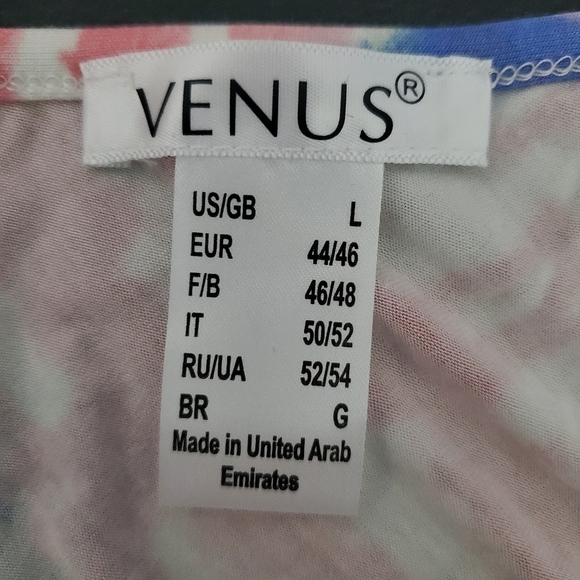 VENUS®
US/GB L
EUR 44/46
F/B 46/48
IT 50/52
RU/UA 52/54
BR G
Made in United Arab
Emirates